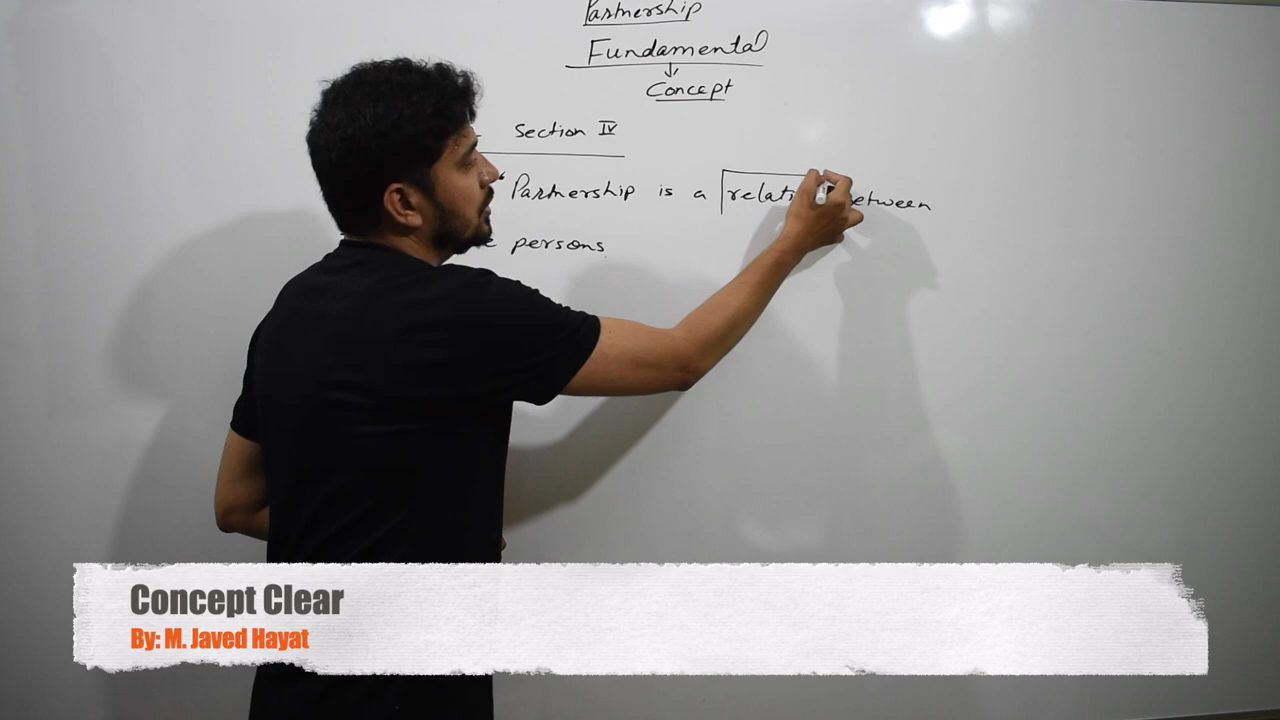 Partnership
Fundamental
Concept
Section IV
" Partnership is a relation between
persons
Concept Clear
By: M. Javed Hayat